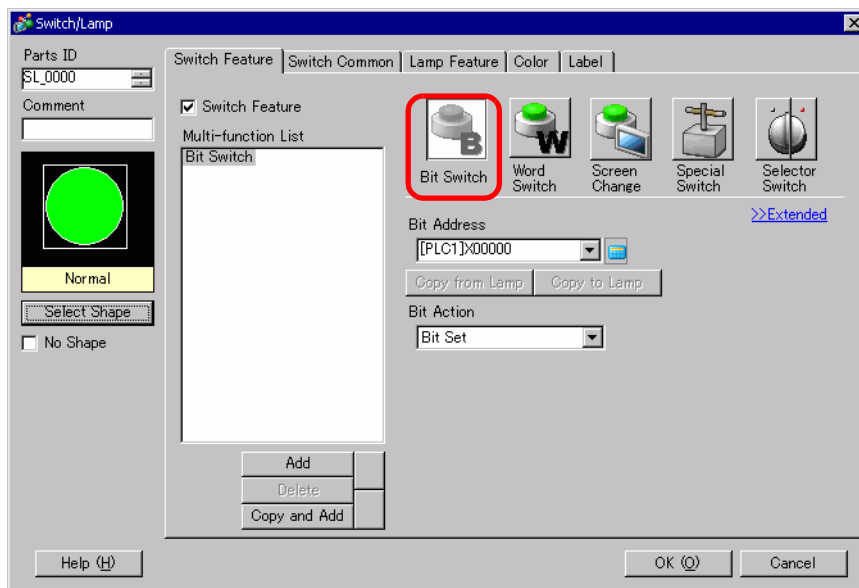 Switch/Lamp
Parts ID
SL_0000
Comment
Normal
Select Shape
No Shape
Switch Feature
Switch Common
Lamp Feature
Color
Label
Switch Feature
Multi-function List
Bit Switch
Add
Delete
Copy and Add
B
Bit Switch
W
Word
Switch
Screen
Change
Special
Switch
Selector
Switch
>>Extended
Bit Address
[PLC1]X00000
Copy from Lamp
Copy to Lamp
Bit Action
Bit Set
Help (H)
OK (O)
Cancel